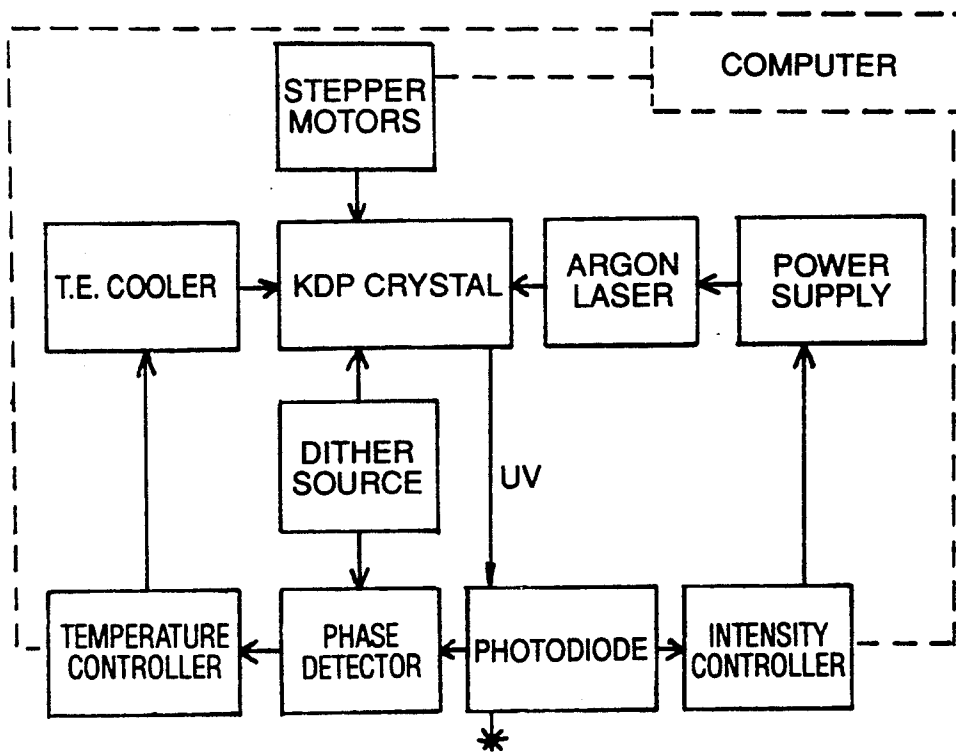 COMPUTER
STEPPER
MOTORS
T.E. COOLER
KDP CRYSTAL
ARGON
LASER
POWER
SUPPLY
DITHER
SOURCE
UV
TEMPERATURE
CONTROLLER
PHASE
DETECTOR
PHOTODIODE
INTENSITY
CONTROLLER